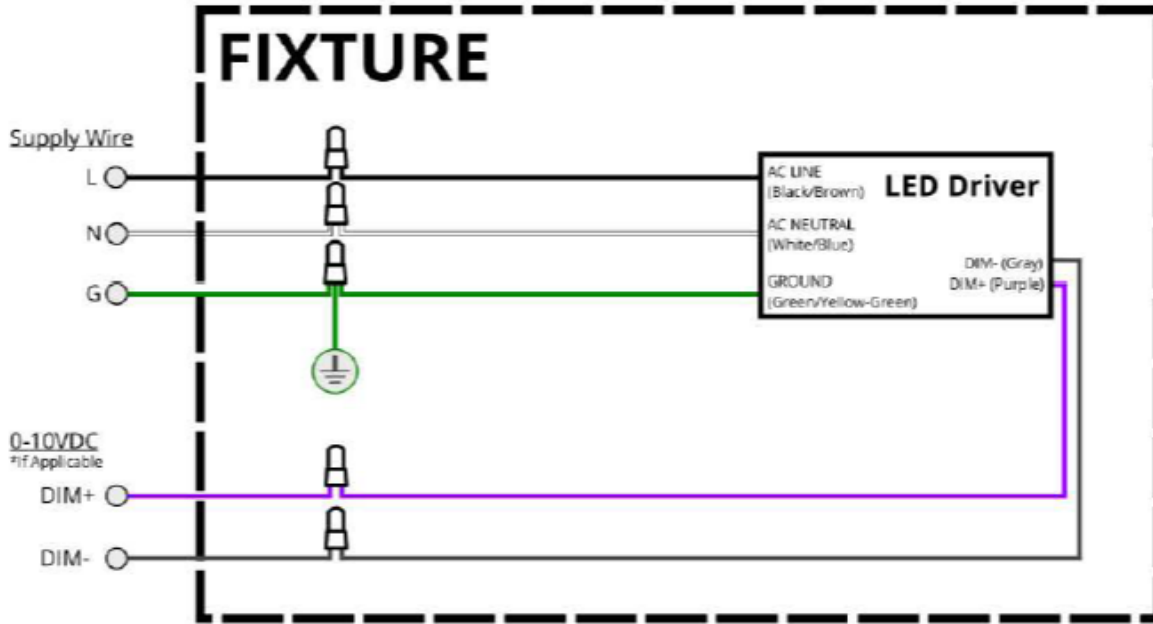 FIXTURE
Supply Wire
L
N
G
AC LINE
(Black/Brown)
LED Driver
AC NEUTRAL
(White/Blue)
DIM- (Gray)
GROUND
DIM+ (Purple)
(Green/Yellow-Green)
0-10VDC
*If Applicable
DIM+
DIM-